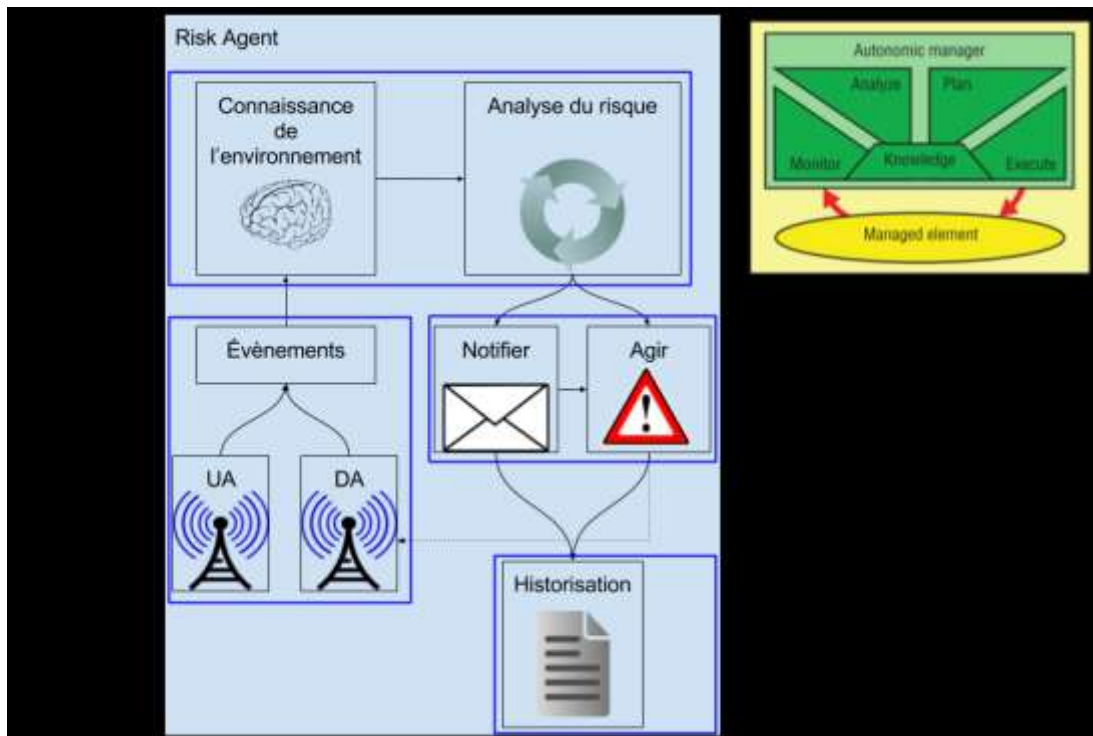 Risk Agent
Connaissance
de
l'environnement
Analyse du risque
Évènements
Notifier
Agir
UA
DA
Historisation
Autonomic manager
Analyze
Plan
Monitor
Knowledge
Execute
Managed element